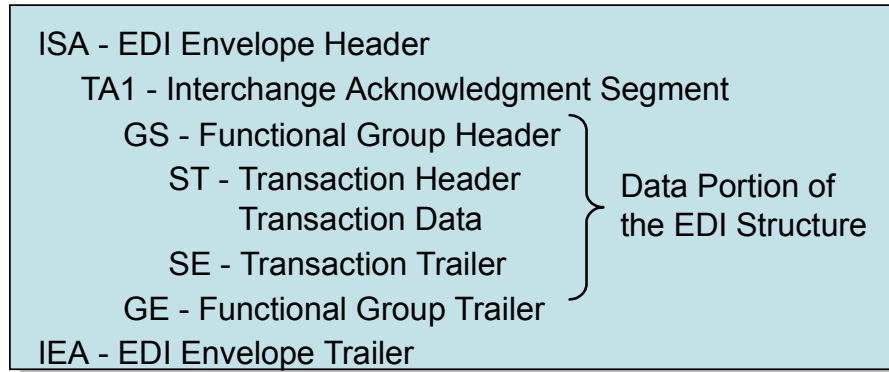 ISA - EDI Envelope Header
TA1 - Interchange Acknowledgment Segment
GS - Functional Group Header
ST - Transaction Header
Transaction Data
SE - Transaction Trailer
GE - Functional Group Trailer
IEA - EDI Envelope Trailer
Data Portion of
the EDI Structure